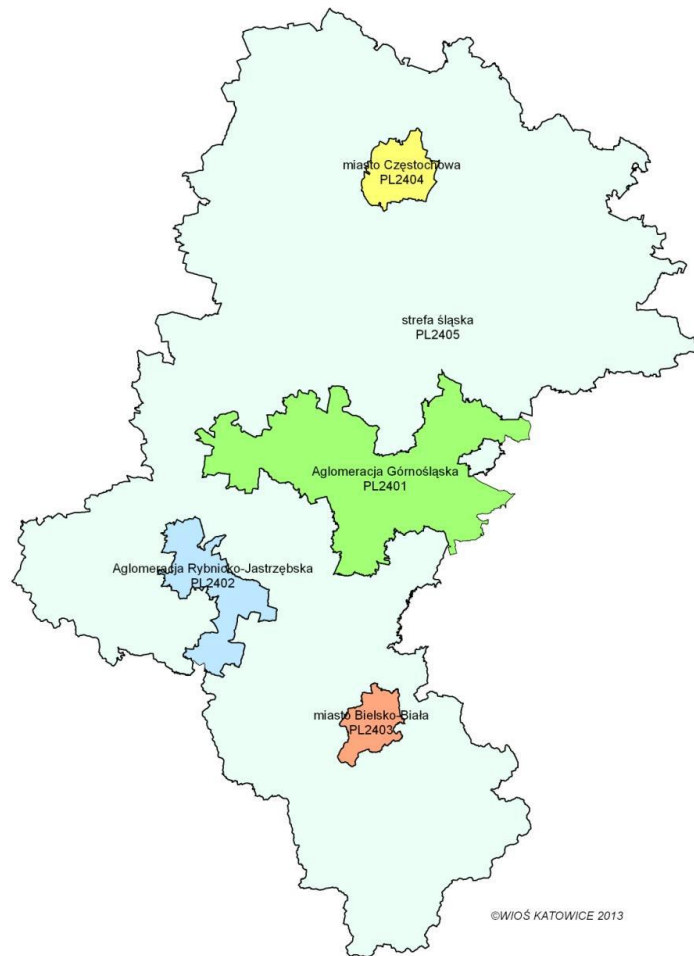 miasto Częstochowa
PL2404
strefa śląska
PL2405
Aglomeracja Górnośląska
PL2401
Aglomeracja Rybnicko-Jastrzębska
PL2402
miasto Bielsko-Biała
PL2403
©WIOŚ KATOWICE 2013